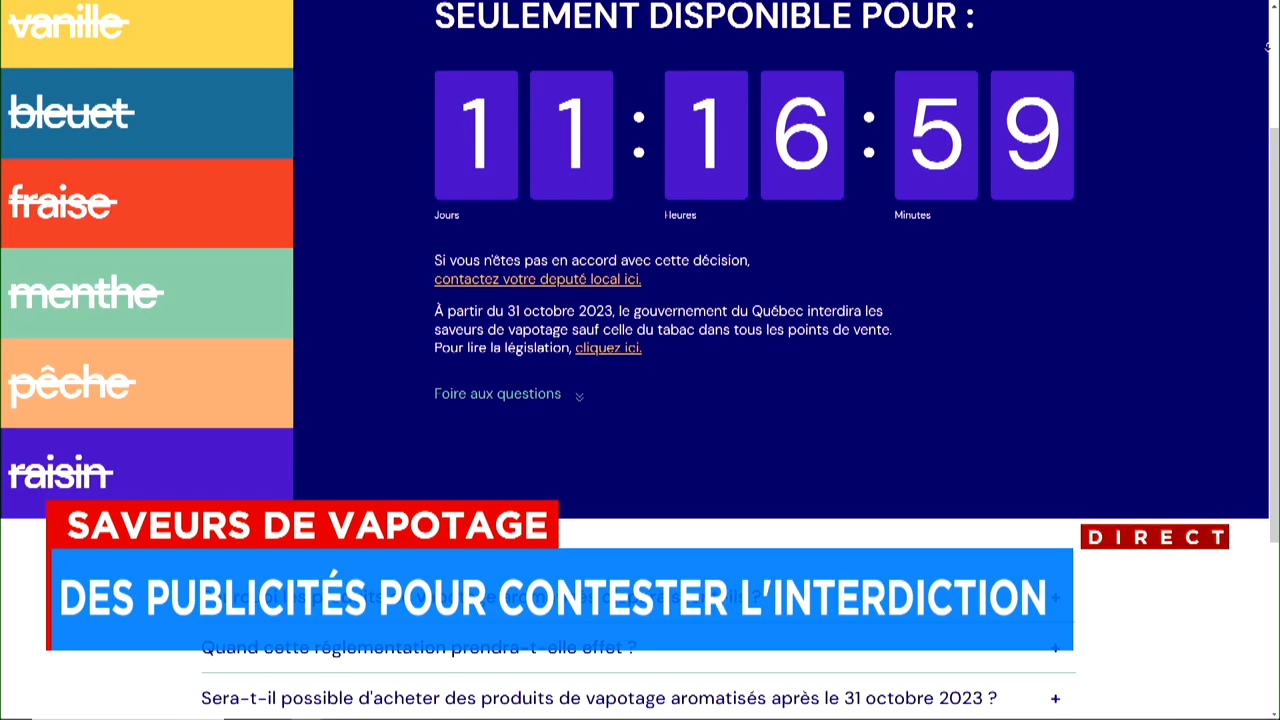 vanille
bleuet
fraise
menthe
pêche
raisin
SEULEMENT DISPONIBLE POUR :
11:16:59
Jours Heures Minutes
Si vous n'êtes pas en accord avec cette décision,
contactez votre deputé local ici.
À partir du 31 octobre 2023, le gouvernement du Québec interdira les
saveurs de vapotage sauf celle du tabac dans tous les points de vente.
Pour lire la législation, cliquez ici.
Foire aux questions
SAVEURS DE VAPOTAGE
DIRECT
DES PUBLICITÉS POUR CONTESTER L'INTERDICTION
Quand cette réglementation prendra-t-elle effet ? +
Sera-t-il possible d'acheter des produits de vapotage aromatisés après le 31 octobre 2023 ? +